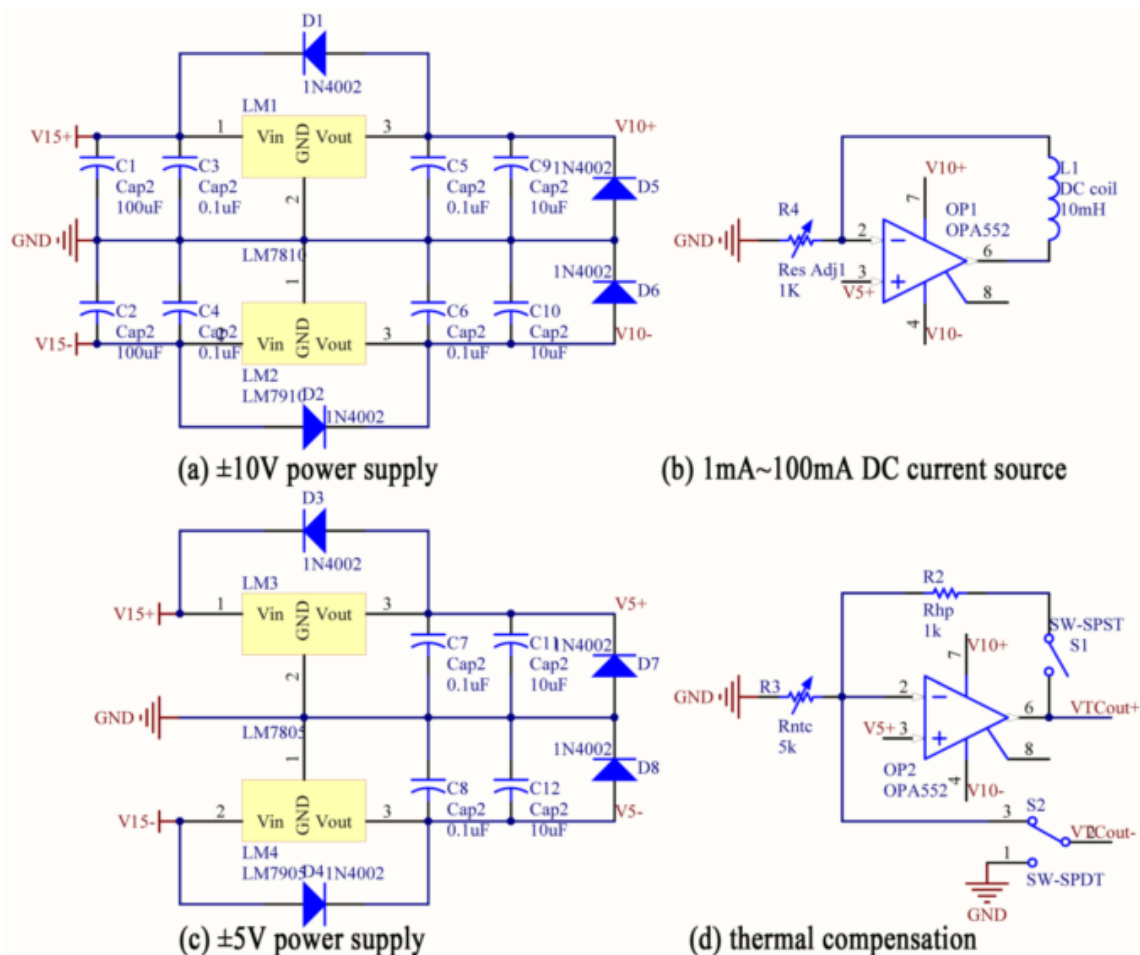 D1
1N4002
LM1
V15+
1
Vin
GND
Vout
3
V10+
C1
Cap2
100uF
C3
Cap2
0.1uF
2
C5
Cap2
0.1uF
C9
Cap2
10uF
1N4002
D5
GND
LM7810
1N4002
D6
C2
Cap2
100uF
C4
Cap2
0.1uF
1
C6
Cap2
0.1uF
C10
Cap2
10uF
V15-
2
Vin
GND
Vout
3
V10-
LM2
LM7910
D2
1N4002
(a) ±10V power supply
L1
DC coil
10mH
V10+
7
OP1
OPA552
R4
GND
2
6
Res Adj1
1K
3
V5+
8
4
V10-
(b) 1mA~100mA DC current source
D3
1N4002
LM3
V15+
1
Vin
GND
Vout
3
V5+
2
C7
Cap2
0.1uF
C11
Cap2
10uF
1N4002
D7
GND
LM7805
1N4002
D8
1
C8
Cap2
0.1uF
C12
Cap2
10uF
V15-
2
Vin
GND
Vout
3
V5-
LM4
LM7905
D4
1N4002
(c) ±5V power supply
R2
Rhp
1k
SW-SPST
S1
V10+
7
GND
R3
2
6
VTCout+
Rntc
5k
V5+
3
8
OP2
OPA552
4
V10-
3
S2
2
VTCout-
1
SW-SPDT
GND
(d) thermal compensation